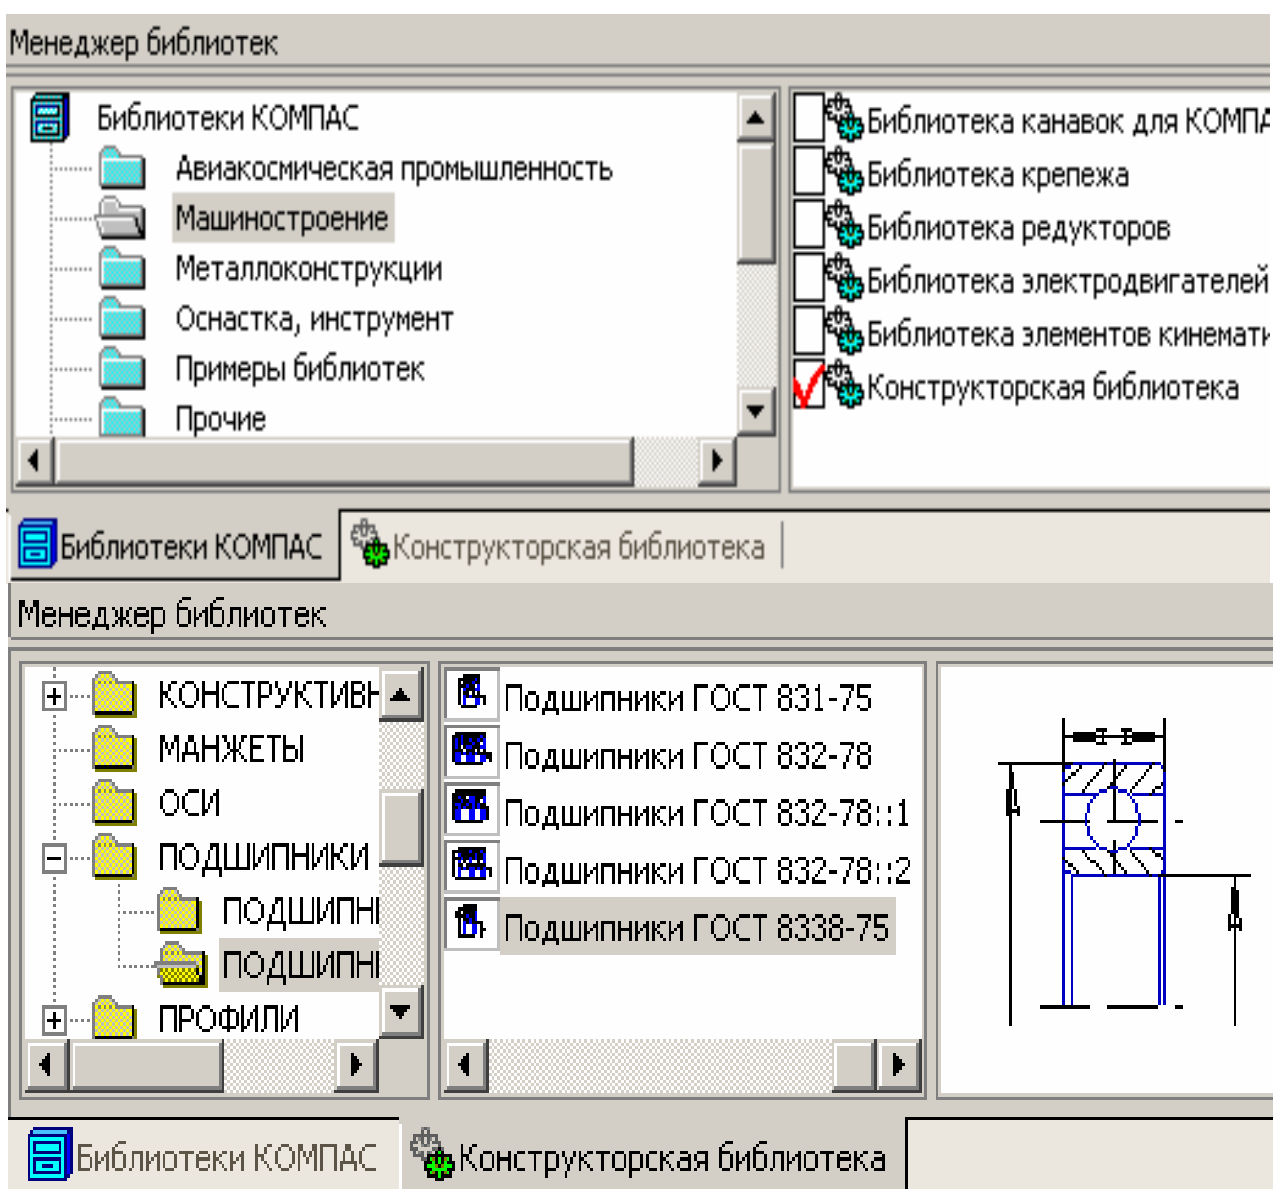 Менеджер библиотек
Библиотеки КОМПАС
Авиакосмическая промышленность
Машиностроение
Металлоконструкции
Оснастка, инструмент
Примеры библиотек
Прочие
Библиотека канавок для КОМПА
Библиотека крепежа
Библиотека редукторов
Библиотека электродвигателей
Библиотека элементов кинемати
Конструкторская библиотека
Библиотеки КОМПАС
Конструкторская библиотека
Менеджер библиотек
КОНСТРУКТИВН
МАНЖЕТЫ
ОСИ
ПОДШИПНИКИ
ПОДШИПН
ПОДШИПН
ПРОФИЛИ
Подшипники ГОСТ 831-75
Подшипники ГОСТ 832-78
Подшипники ГОСТ 832-78::1
Подшипники ГОСТ 832-78::2
Подшипники ГОСТ 8338-75
Библиотеки КОМПАС
Конструкторская библиотека